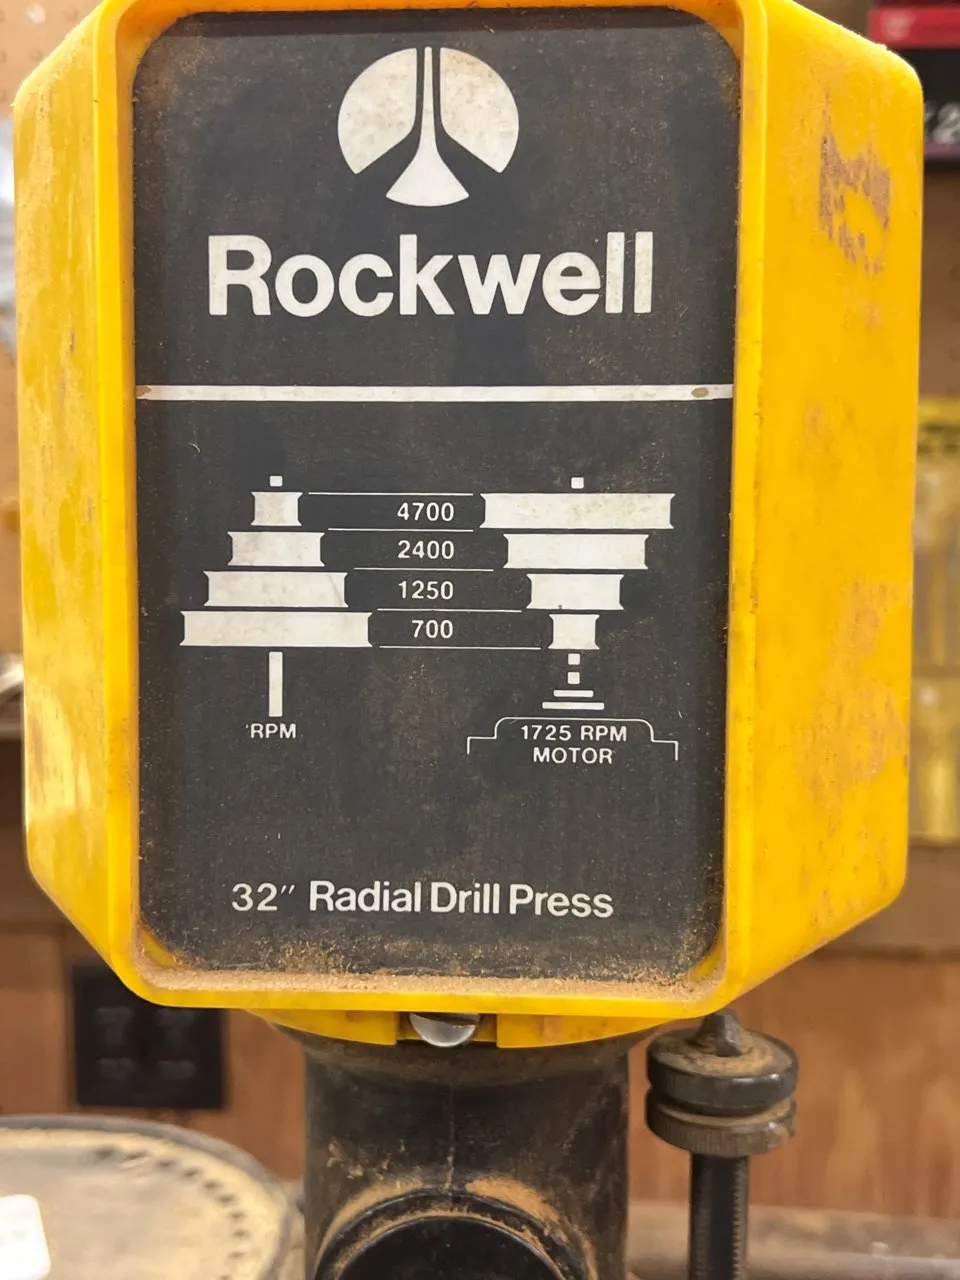 Rockwell
4700
2400
1250
700
RPM
1725 RPM
MOTOR
32" Radial Drill Press